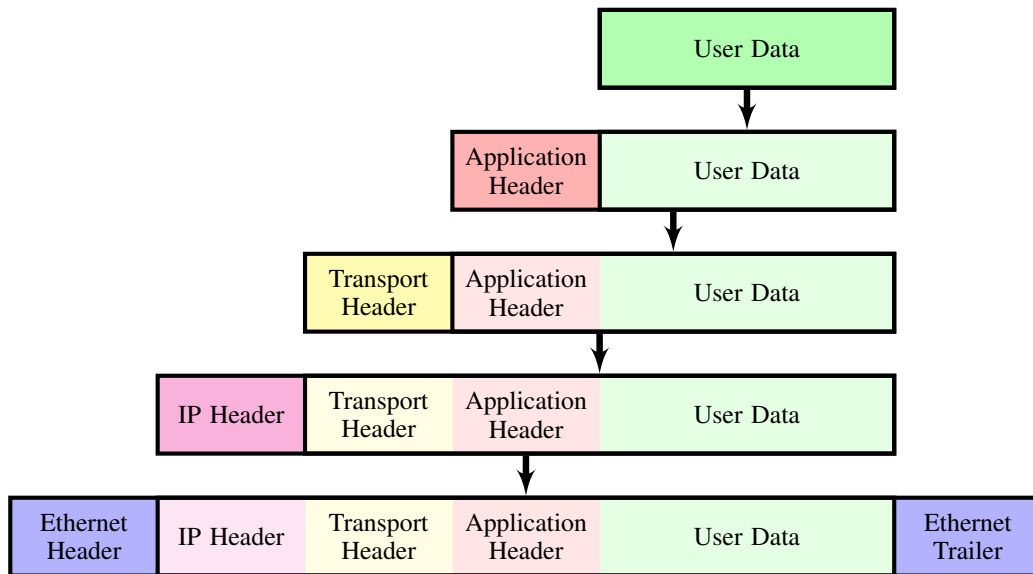 User Data
Application
Header
User Data
Transport
Header
Application
Header
User Data
IP Header
Transport
Header
Application
Header
User Data
Ethernet
Header
IP Header
Transport
Header
Application
Header
User Data
Ethernet
Trailer